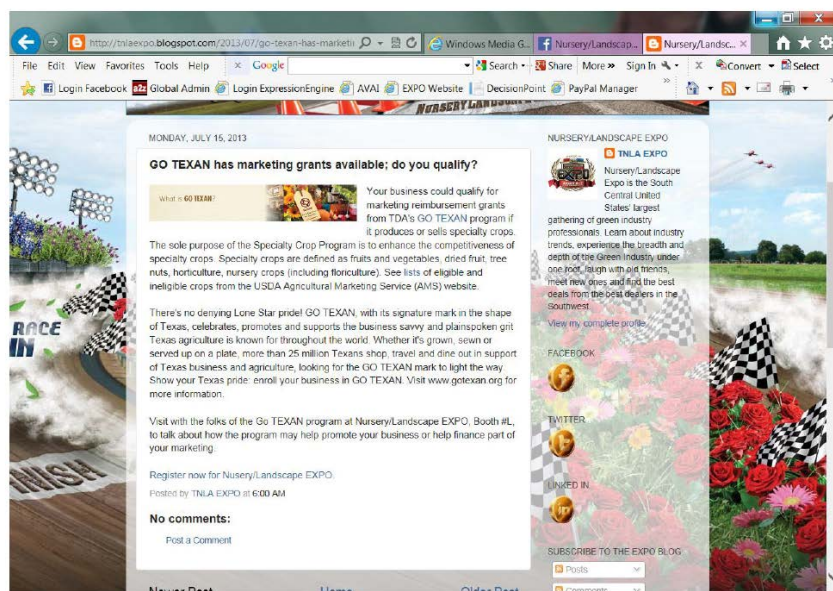 http://tnlaexpo.blogspot.com/2013/07/go-texan-has-marketi
Windows Media G...
Nursery/Landscap...
Nursery/Landsc...
File Edit View Favorites Tools Help
x Google
Search
Share More » Sign In
x Convert Select
Login Facebook
a2z Global Admin
Login ExpressionEngine
AVAI
EXPO Website
DecisionPoint
PayPal Manager
NURSERY
RACE
IN
FINISH
MONDAY, JULY 15, 2013
GO TEXAN has marketing grants available; do you qualify?
What is GO TEXAN?
Your business could qualify for
marketing reimbursement grants
from TDA's GO TEXAN program if
it produces or sells specialty crops.
The sole purpose of the Specialty Crop Program is to enhance the competitiveness of
specialty crops. Specialty crops are defined as fruits and vegetables, dried fruit, tree
nuts, horticulture, nursery crops (including floriculture). See lists of eligible and
ineligible crops from the USDA Agricultural Marketing Service (AMS) website.
There's no denying Lone Star pride! GO TEXAN, with its signature mark in the shape
of Texas, celebrates, promotes and supports the business savvy and plainspoken grit
Texas agriculture is known for throughout the world. Whether it's grown, sewn or
served up on a plate, more than 25 million Texans shop, travel and dine out in support
of Texas business and agriculture, looking for the GO TEXAN mark to light the way.
Show your Texas pride: enroll your business in GO TEXAN. Visit www.gotexan.org for
more information.
Visit with the folks of the Go TEXAN program at Nursery/Landscape EXPO, Booth #L,
to talk about how the program may help promote your business or help finance part of
your marketing.
Register now for Nusery/Landscape EXPO.
Posted by TNLA EXPO at 6:00 AM
No comments:
Post a Comment
Newer Post
Home
Older Post
NURSERY/LANDSCAPE EXPO
TNLA EXPO
EXPO
Nursery/Landscape
Expo is the South
Central United
States' largest
gathering of green industry
professionals. Learn about industry
trends, experience the breadth and
depth of the Green Industry under
one roof, laugh with old friends,
meet new ones and find the best
deals from the best dealers in the
Southwest.
View my complete profile
FACEBOOK
TWITTER
LINKED IN
SUBSCRIBE TO THE EXPO BLOG
Posts
Comments